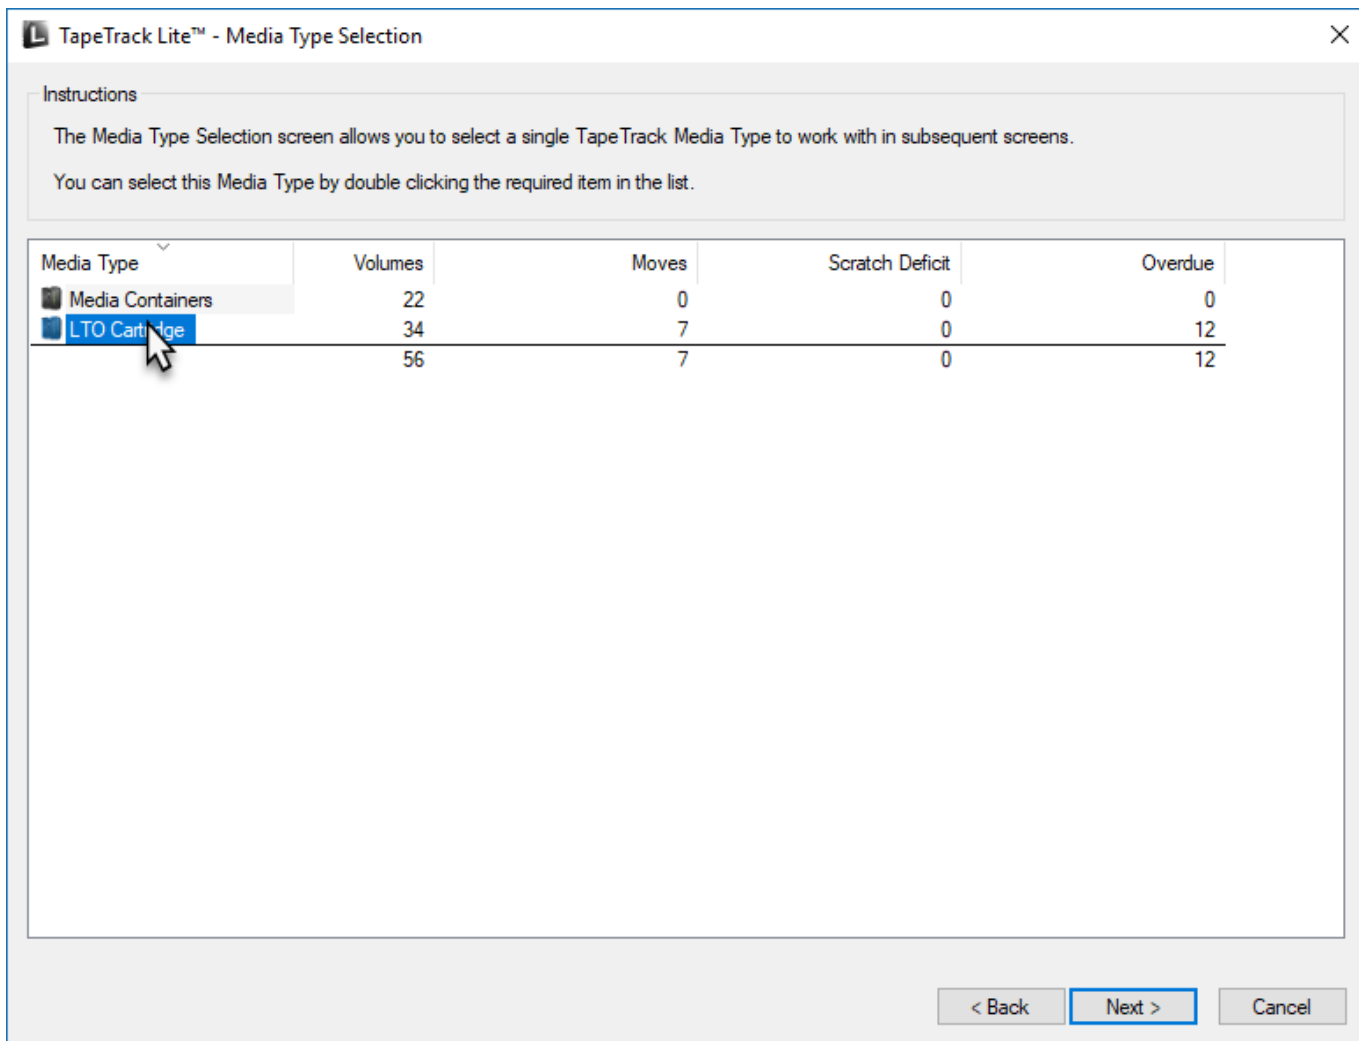 TapeTrack Lite™ - Media Type Selection
Instructions
The Media Type Selection screen allows you to select a single TapeTrack Media Type to work with in subsequent screens.
You can select this Media Type by double clicking the required item in the list.
Media Type Volumes Moves Scratch Deficit Overdue
Media Containers 22 0 0 0
LTO Cartridge 34 7 0 12
56 7 0 12
< Back Next > Cancel